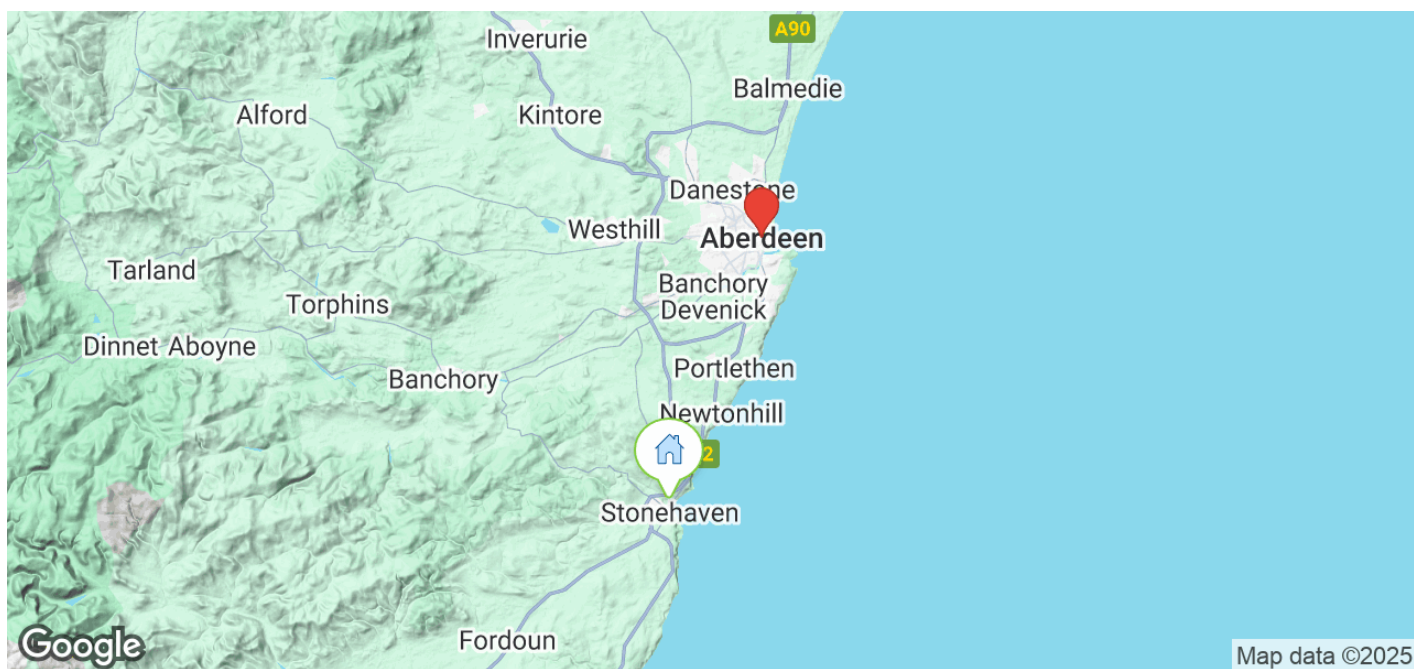 A90
Inverurie
Balmedie
Alford
Kintore
Danestone
Westhill
Aberdeen
Tarland
Banchory
Devenick
Torphins
Dinnet Aboyne
Portlethen
Banchory
Newtonhill
2
Stonehaven
Fordoun
Google
Map data ©2025